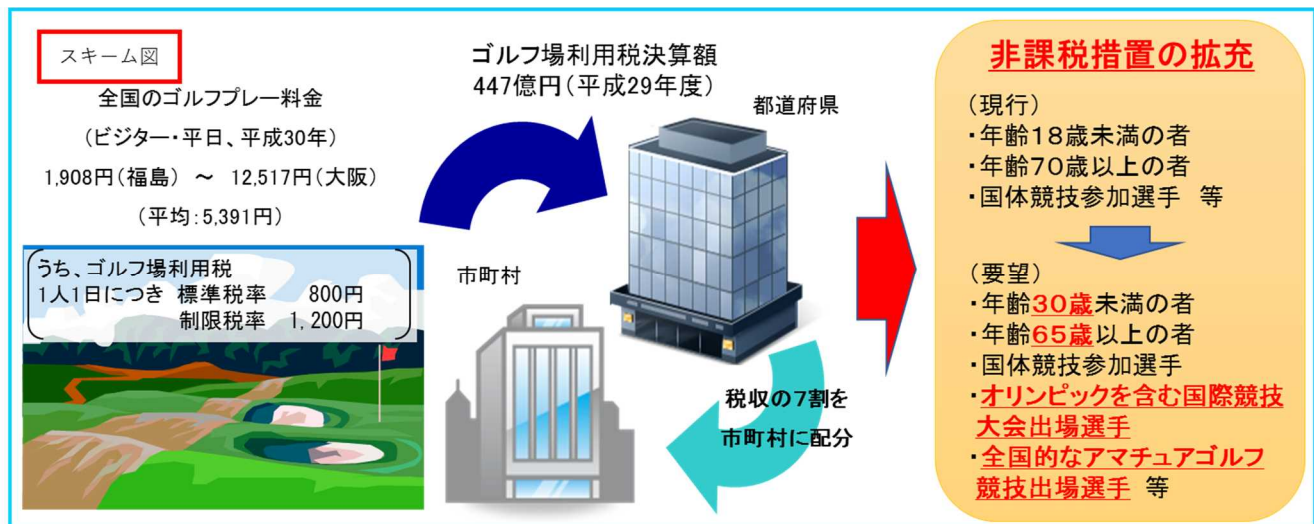 スキーム図
全国のゴルフプレー料金
(ビジター・平日、平成30年)
1,908円(福島) ～ 12,517円(大阪)
(平均:5,391円)
うち、ゴルフ場利用税
1人1日につき 標準税率 800円
制限税率 1,200円
ゴルフ場利用税決算額
447億円(平成29年度)
都道府県
市町村
税収の7割を
市町村に配分
非課税措置の拡充
(現行)
・年齢18歳未満の者
・年齢70歳以上の者
・国体競技参加選手 等
(要望)
・年齢30歳未満の者
・年齢65歳以上の者
・国体競技参加選手
・オリンピックを含む国際競技
大会出場選手
・全国的なアマチュアゴルフ
競技出場選手 等